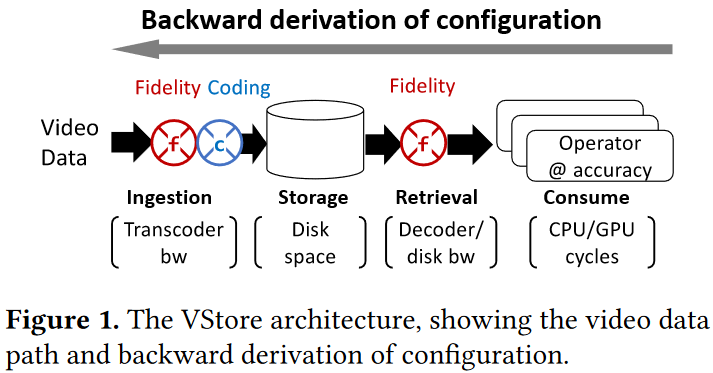 Backward derivation of configuration
Fidelity Coding
Fidelity
Video
Data
f
c
f
Operator
@ accuracy
Ingestion
Storage
Retrieval
Consume
Transcoder
bw
Disk
space
Decoder/
disk bw
CPU/GPU
cycles
Figure 1. The VStore architecture, showing the video data
path and backward derivation of configuration.